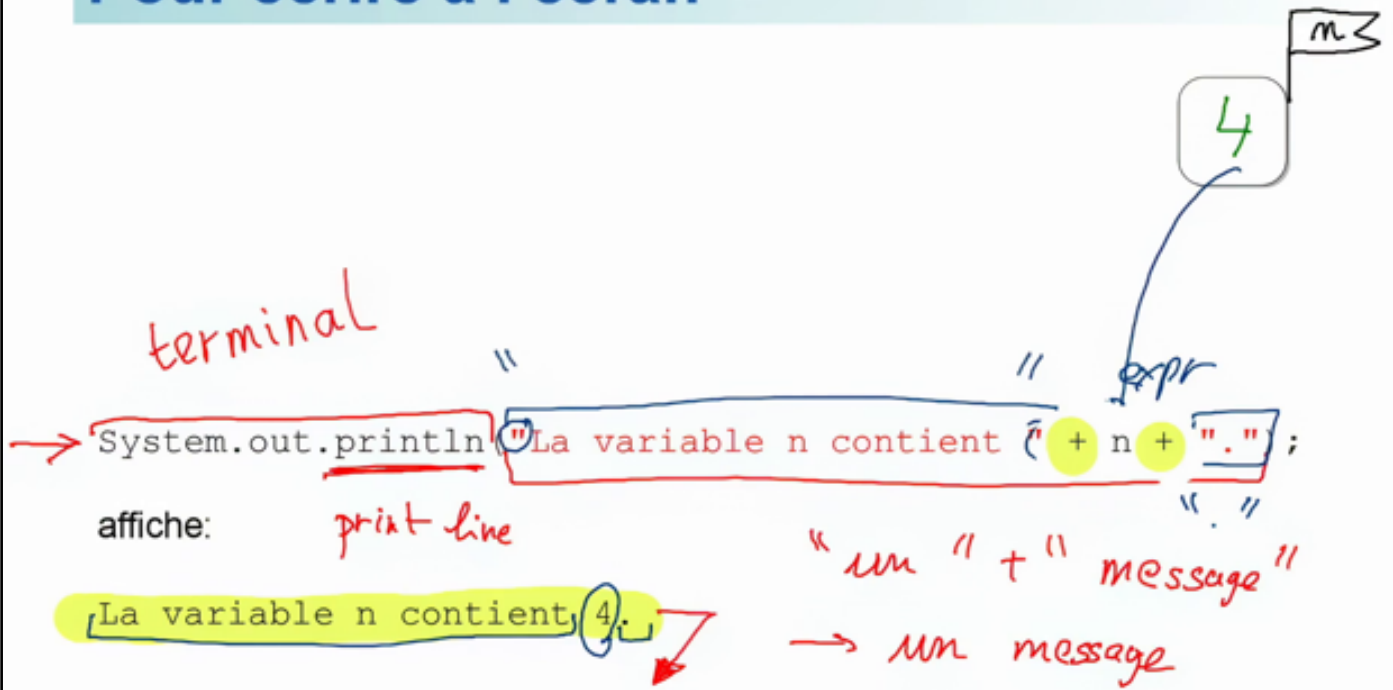 Pour écrire à l'écran
n
4
terminal
" " expr
System.out.println("La variable n contient " + n + ".");
affiche: print line "."
"un " + " message"
La variable n contient 4.
→ un message